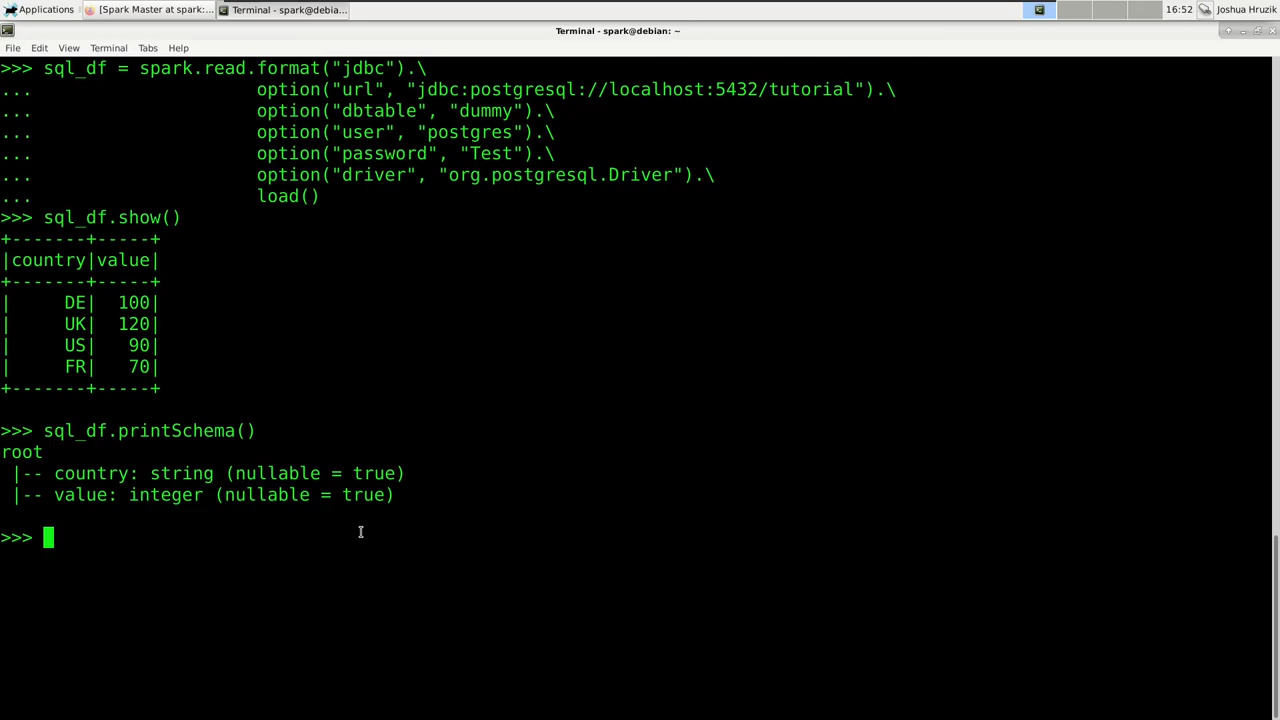 Applications
[Spark Master at spark:...
Terminal - spark@debia...
16:52
Joshua Hruzik
Terminal - spark@debian: ~
File Edit View Terminal Tabs Help
>>> sql_df = spark.read.format("jdbc").\
... option("url", "jdbc:postgresql://localhost:5432/tutorial").\
... option("dbtable", "dummy").\
... option("user", "postgres").\
... option("password", "Test").\
... option("driver", "org.postgresql.Driver").\
... load()
>>> sql_df.show()
+-------+-----+
|country|value|
+-------+-----+
|     DE|  100|
|     UK|  120|
|     US|   90|
|     FR|   70|
+-------+-----+
>>> sql_df.printSchema()
root
 |-- country: string (nullable = true)
 |-- value: integer (nullable = true)
>>>